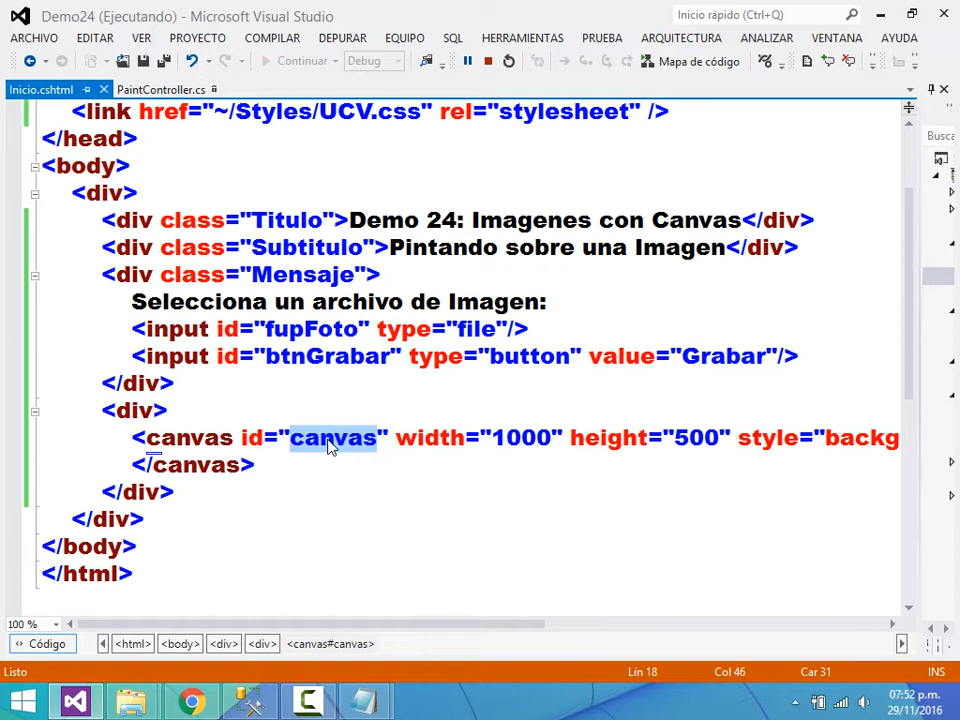 Demo24 (Ejecutando) - Microsoft Visual Studio
Inicio rápido (Ctrl+Q)
ARCHIVO EDITAR VER PROYECTO COMPILAR DEPURAR EQUIPO SQL HERRAMIENTAS PRUEBA ARQUITECTURA ANALIZAR VENTANA AYUDA
Continuar Debug Mapa de código
Inicio.cshtml PaintController.cs
<link href="~/Styles/UCV.css" rel="stylesheet" />
</head>
<body>
<div>
<div class="Titulo">Demo 24: Imagenes con Canvas</div>
<div class="Subtitulo">Pintando sobre una Imagen</div>
<div class="Mensaje">
Selecciona un archivo de Imagen:
<input id="fupFoto" type="file"/>
<input id="btnGrabar" type="button" value="Grabar"/>
</div>
<div>
<canvas id="canvas" width="1000" height="500" style="backg
</canvas>
</div>
</div>
</body>
</html>
Busca
100 %
Código <html> <body> <div> <div> <canvas#canvas>
Listo Lín 18 Col 46 Car 31 INS
07:52 p.m.
29/11/2016